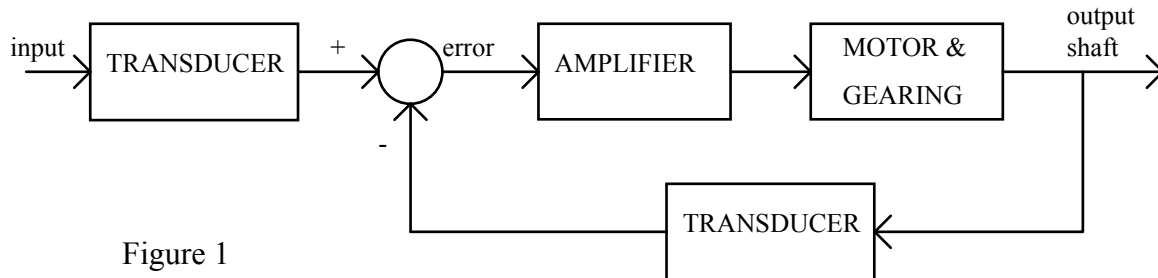 input
TRANSDUCER
+
error
AMPLIFIER
MOTOR &
GEARING
output
shaft
-
TRANSDUCER
Figure 1